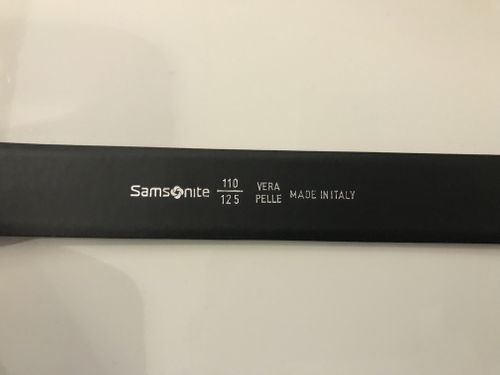 Samsonite 110 VERA MADE IN ITALY
125 PELLE